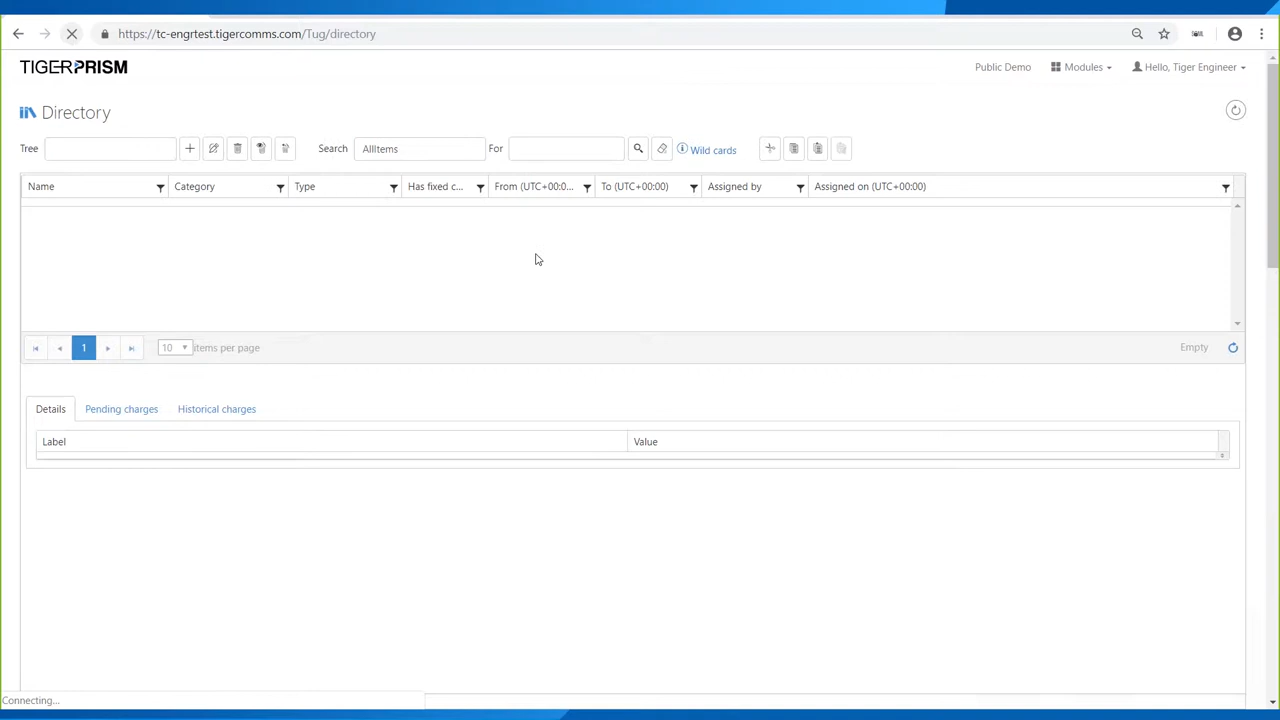 https://tc-engrtest.tigercomms.com/Tug/directory
TIGERPRISM
Public Demo
Modules
Hello, Tiger Engineer
Directory
Tree
Search
AllItems
For
Wild cards
Name
Category
Type
Has fixed c...
From (UTC+00:0...
To (UTC+00:00)
Assigned by
Assigned on (UTC+00:00)
1
10
items per page
Empty
Details
Pending charges
Historical charges
Label
Value
Connecting...